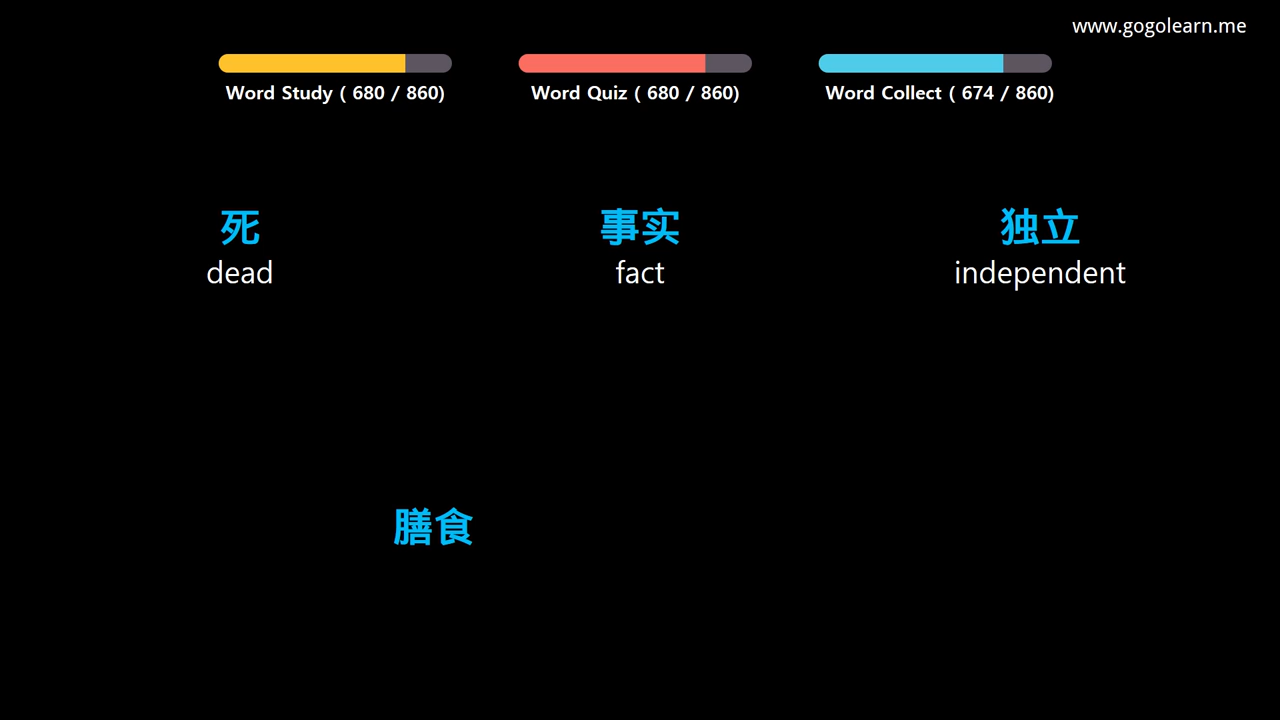 www.gogolearn.me
Word Study ( 680 / 860)
Word Quiz ( 680 / 860)
Word Collect ( 674 / 860)
死
dead
事实
fact
独立
independent
膳食